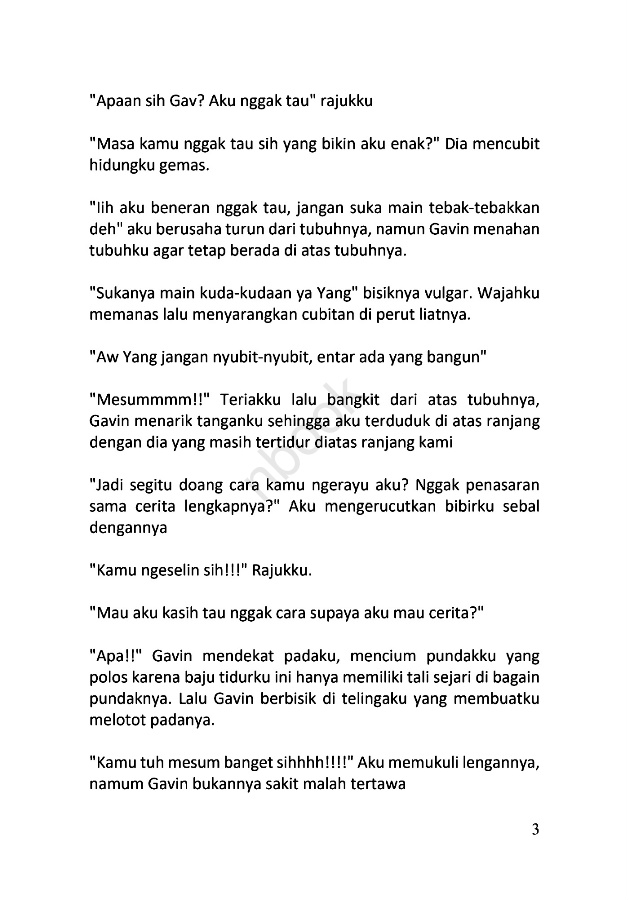 "Apaan sih Gav? Aku nggak tau" rajukku
"Masa kamu nggak tau sih yang bikin aku enak?" Dia mencubit
hidungku gemas.
"Iih aku beneran nggak tau, jangan suka main tebak-tebakkan
deh" aku berusaha turun dari tubuhnya, namun Gavin menahan
tubuhku agar tetap berada di atas tubuhnya.
"Sukanya main kuda-kudaan ya Yang" bisiknya vulgar. Wajahku
memanas lalu menyarangkan cubitan di perut liatnya.
"Aw Yang jangan nyubit-nyubit, entar ada yang bangun"
"Mesummmm!!" Teriakku lalu bangkit dari atas tubuhnya,
Gavin menarik tanganku sehingga aku terduduk di atas ranjang
dengan dia yang masih tertidur diatas ranjang kami
"Jadi segitu doang cara kamu ngerayu aku? Nggak penasaran
sama cerita lengkapnya?" Aku mengerucutkan bibirku sebal
dengannya
"Kamu ngeselin sih!!!" Rajukku.
"Mau aku kasih tau nggak cara supaya aku mau cerita?"
"Apa!!" Gavin mendekat padaku, mencium pundakku yang
polos karena baju tidurku ini hanya memiliki tali sejari di bagain
pundaknya. Lalu Gavin berbisik di telingaku yang membuatku
melotot padanya.
"Kamu tuh mesum banget sihhhh!!!!" Aku memukuli lengannya,
namum Gavin bukannya sakit malah tertawa
3
nbook